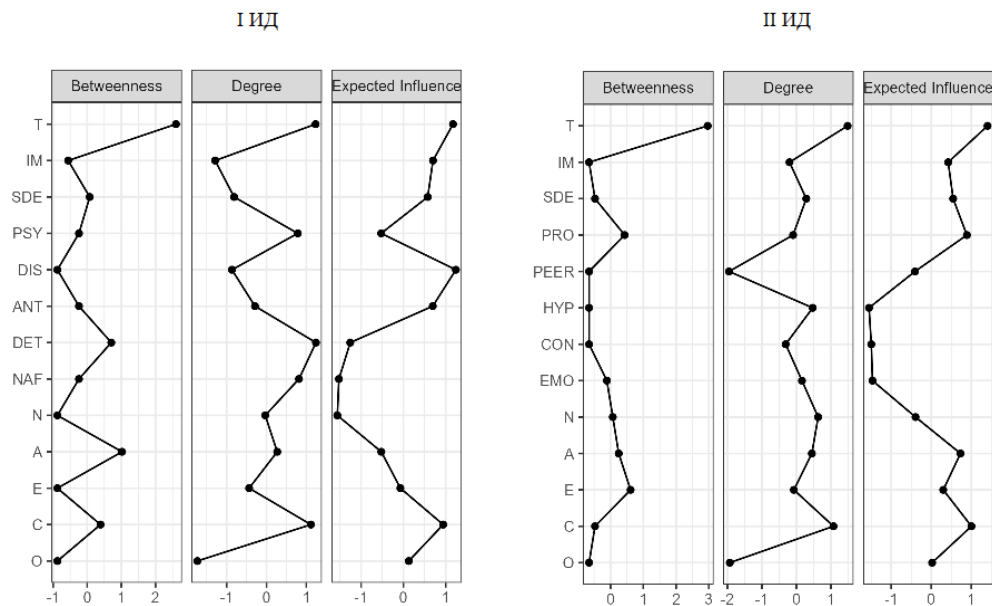 I ИД
II ИД
Betweenness Degree Expected Influence
T
IM
SDE
PSY
DIS
ANT
DET
NAF
N
A
E
C
O
-1 0 1 2 -1 0 1 -1 0 1
Betweenness Degree Expected Influence
T
IM
SDE
PRO
PEER
HYP
CON
EMO
N
A
E
C
O
0 1 2 3 -2 -1 0 1 -1 0 1